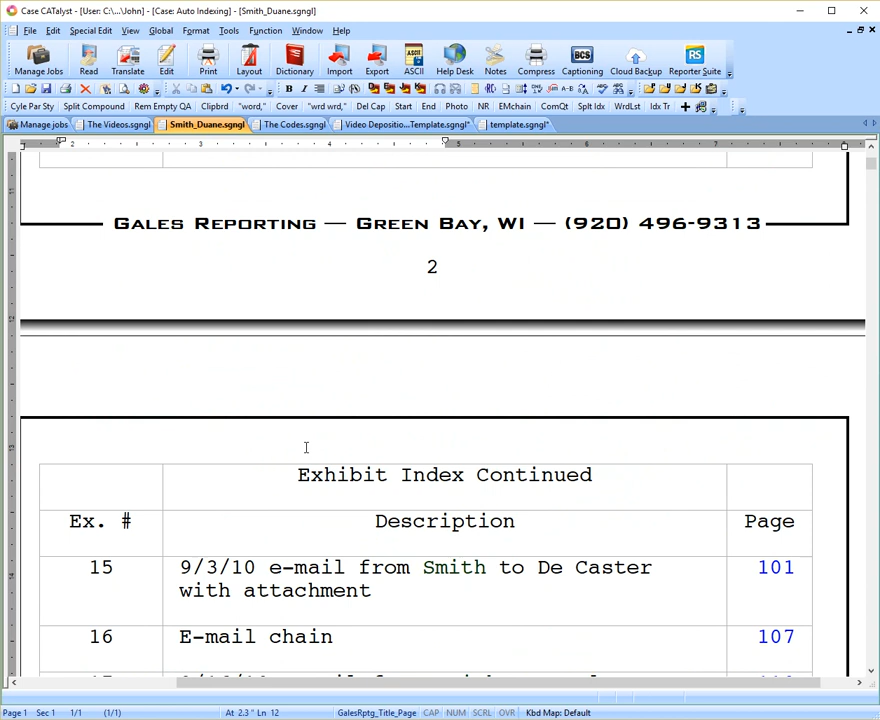 Case CATalyst - [User: C:\...\John] - [Case: Auto Indexing] - [Smith_Duane.sgngl]
File Edit Special Edit View Global Format Tools Function Window Help
Manage Jobs Read Translate Edit Print Layout Dictionary Import Export ASCII Help Desk Notes Compress Captioning Cloud Backup Reporter Suite
Cyle Par Sty Split Compound Rem Empty QA Clipbrd "word," Cover "wrd wrd," Del Cap Start End Photo NR EMchain ComQt Splt Idx WrdLst Idx Tr
Manage jobs The Videos.sgngl Smith_Duane.sgngl The Codes.sgngl Video Depositio...Template.sgngl* template.sgngl*
2 3 5 6 7
Gales Reporting — Green Bay, WI — (920) 496-9313
2
Exhibit Index Continued
Ex. # Description Page
15 9/3/10 e-mail from Smith to De Caster 101
with attachment
16 E-mail chain 107
Page 1 Sec 1 1/1 (1/1) At 2.3 " Ln 12 GalesRptg_Title_Page CAP NUM SCRL OVR Kbd Map: Default